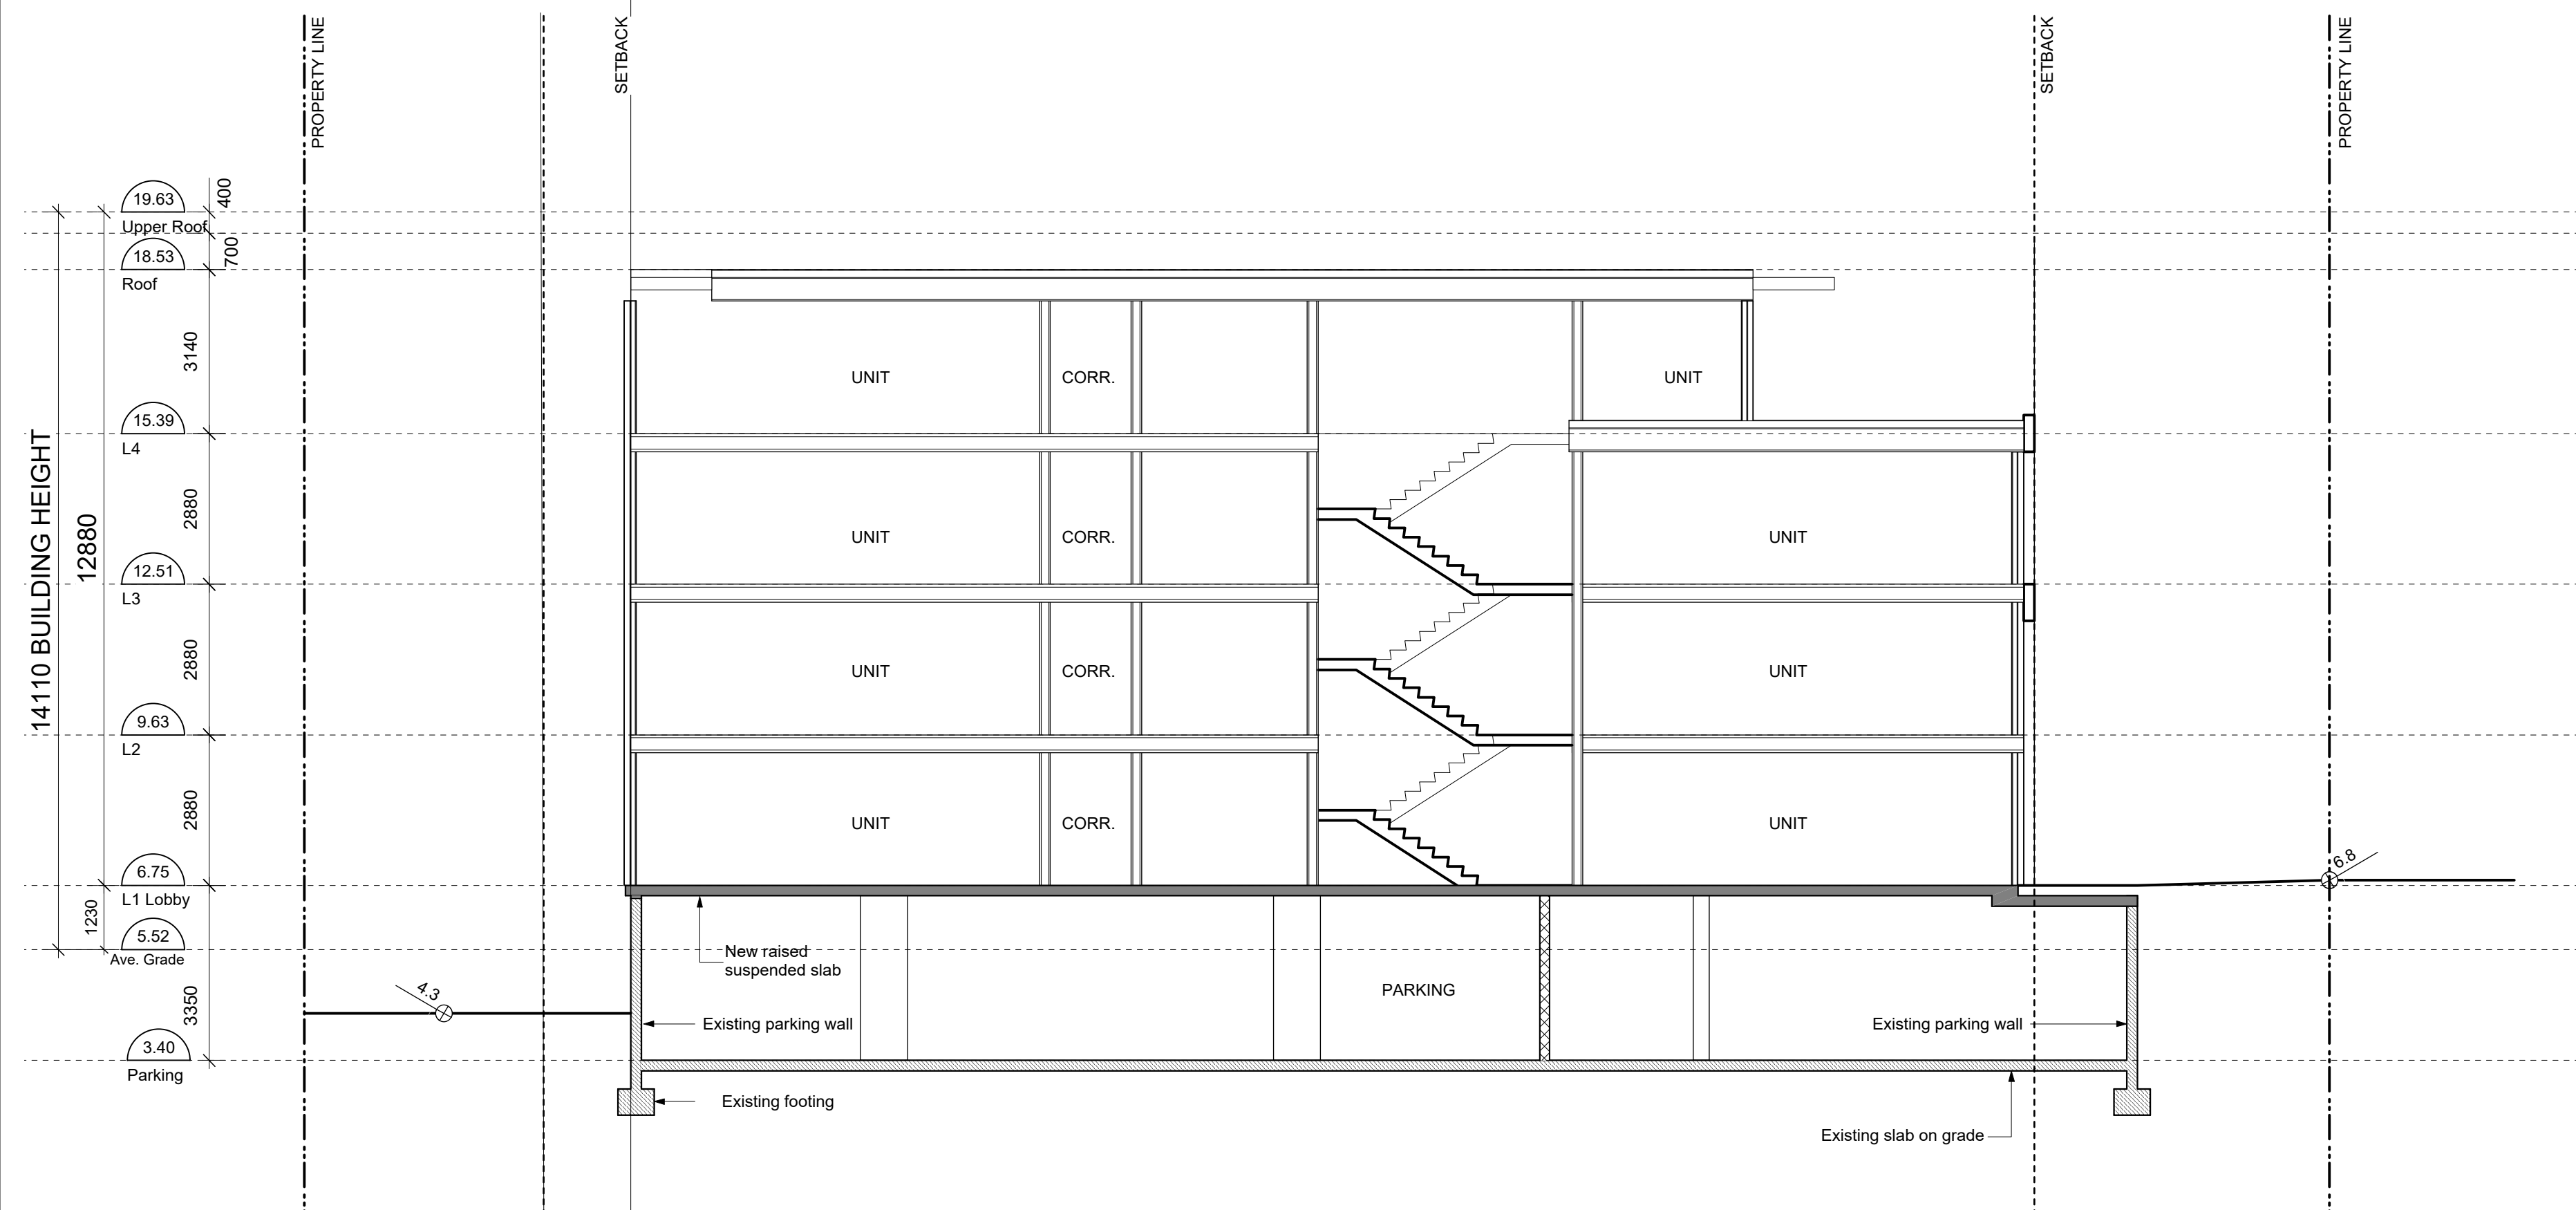 PROPERTY LINE
SETBACK
SETBACK
PROPERTY LINE
19.63
Upper Roof
400
700
18.53
Roof
3140
15.39
L4
2880
12.51
L3
2880
9.63
L2
2880
6.75
L1 Lobby
1230
5.52
Ave. Grade
3350
3.40
Parking
14110 BUILDING HEIGHT
12880
UNIT
CORR.
UNIT
UNIT
CORR.
UNIT
UNIT
CORR.
UNIT
UNIT
CORR.
UNIT
6.8
4.3
New raised
suspended slab
PARKING
Existing parking wall
Existing parking wall
Existing footing
Existing slab on grade